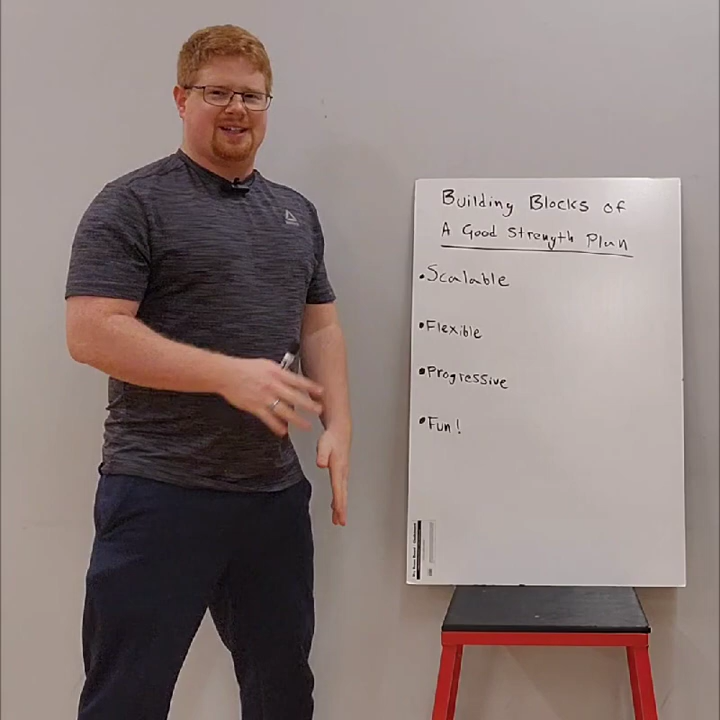 Building Blocks of
A Good Strength Plan
• Scalable
• Flexible
• Progressive
• Fun!